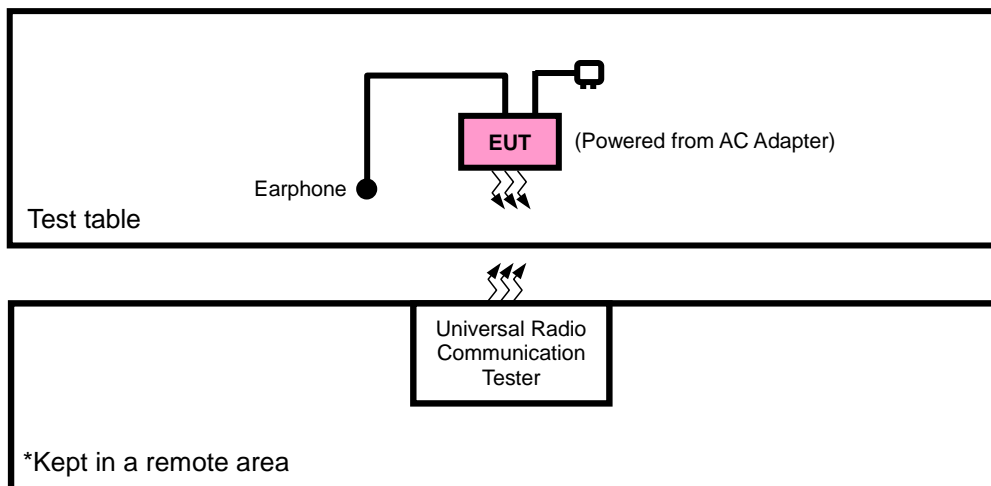 EUT
(Powered from AC Adapter)
Earphone
Test table
Universal Radio
Communication
Tester
*Kept in a remote area